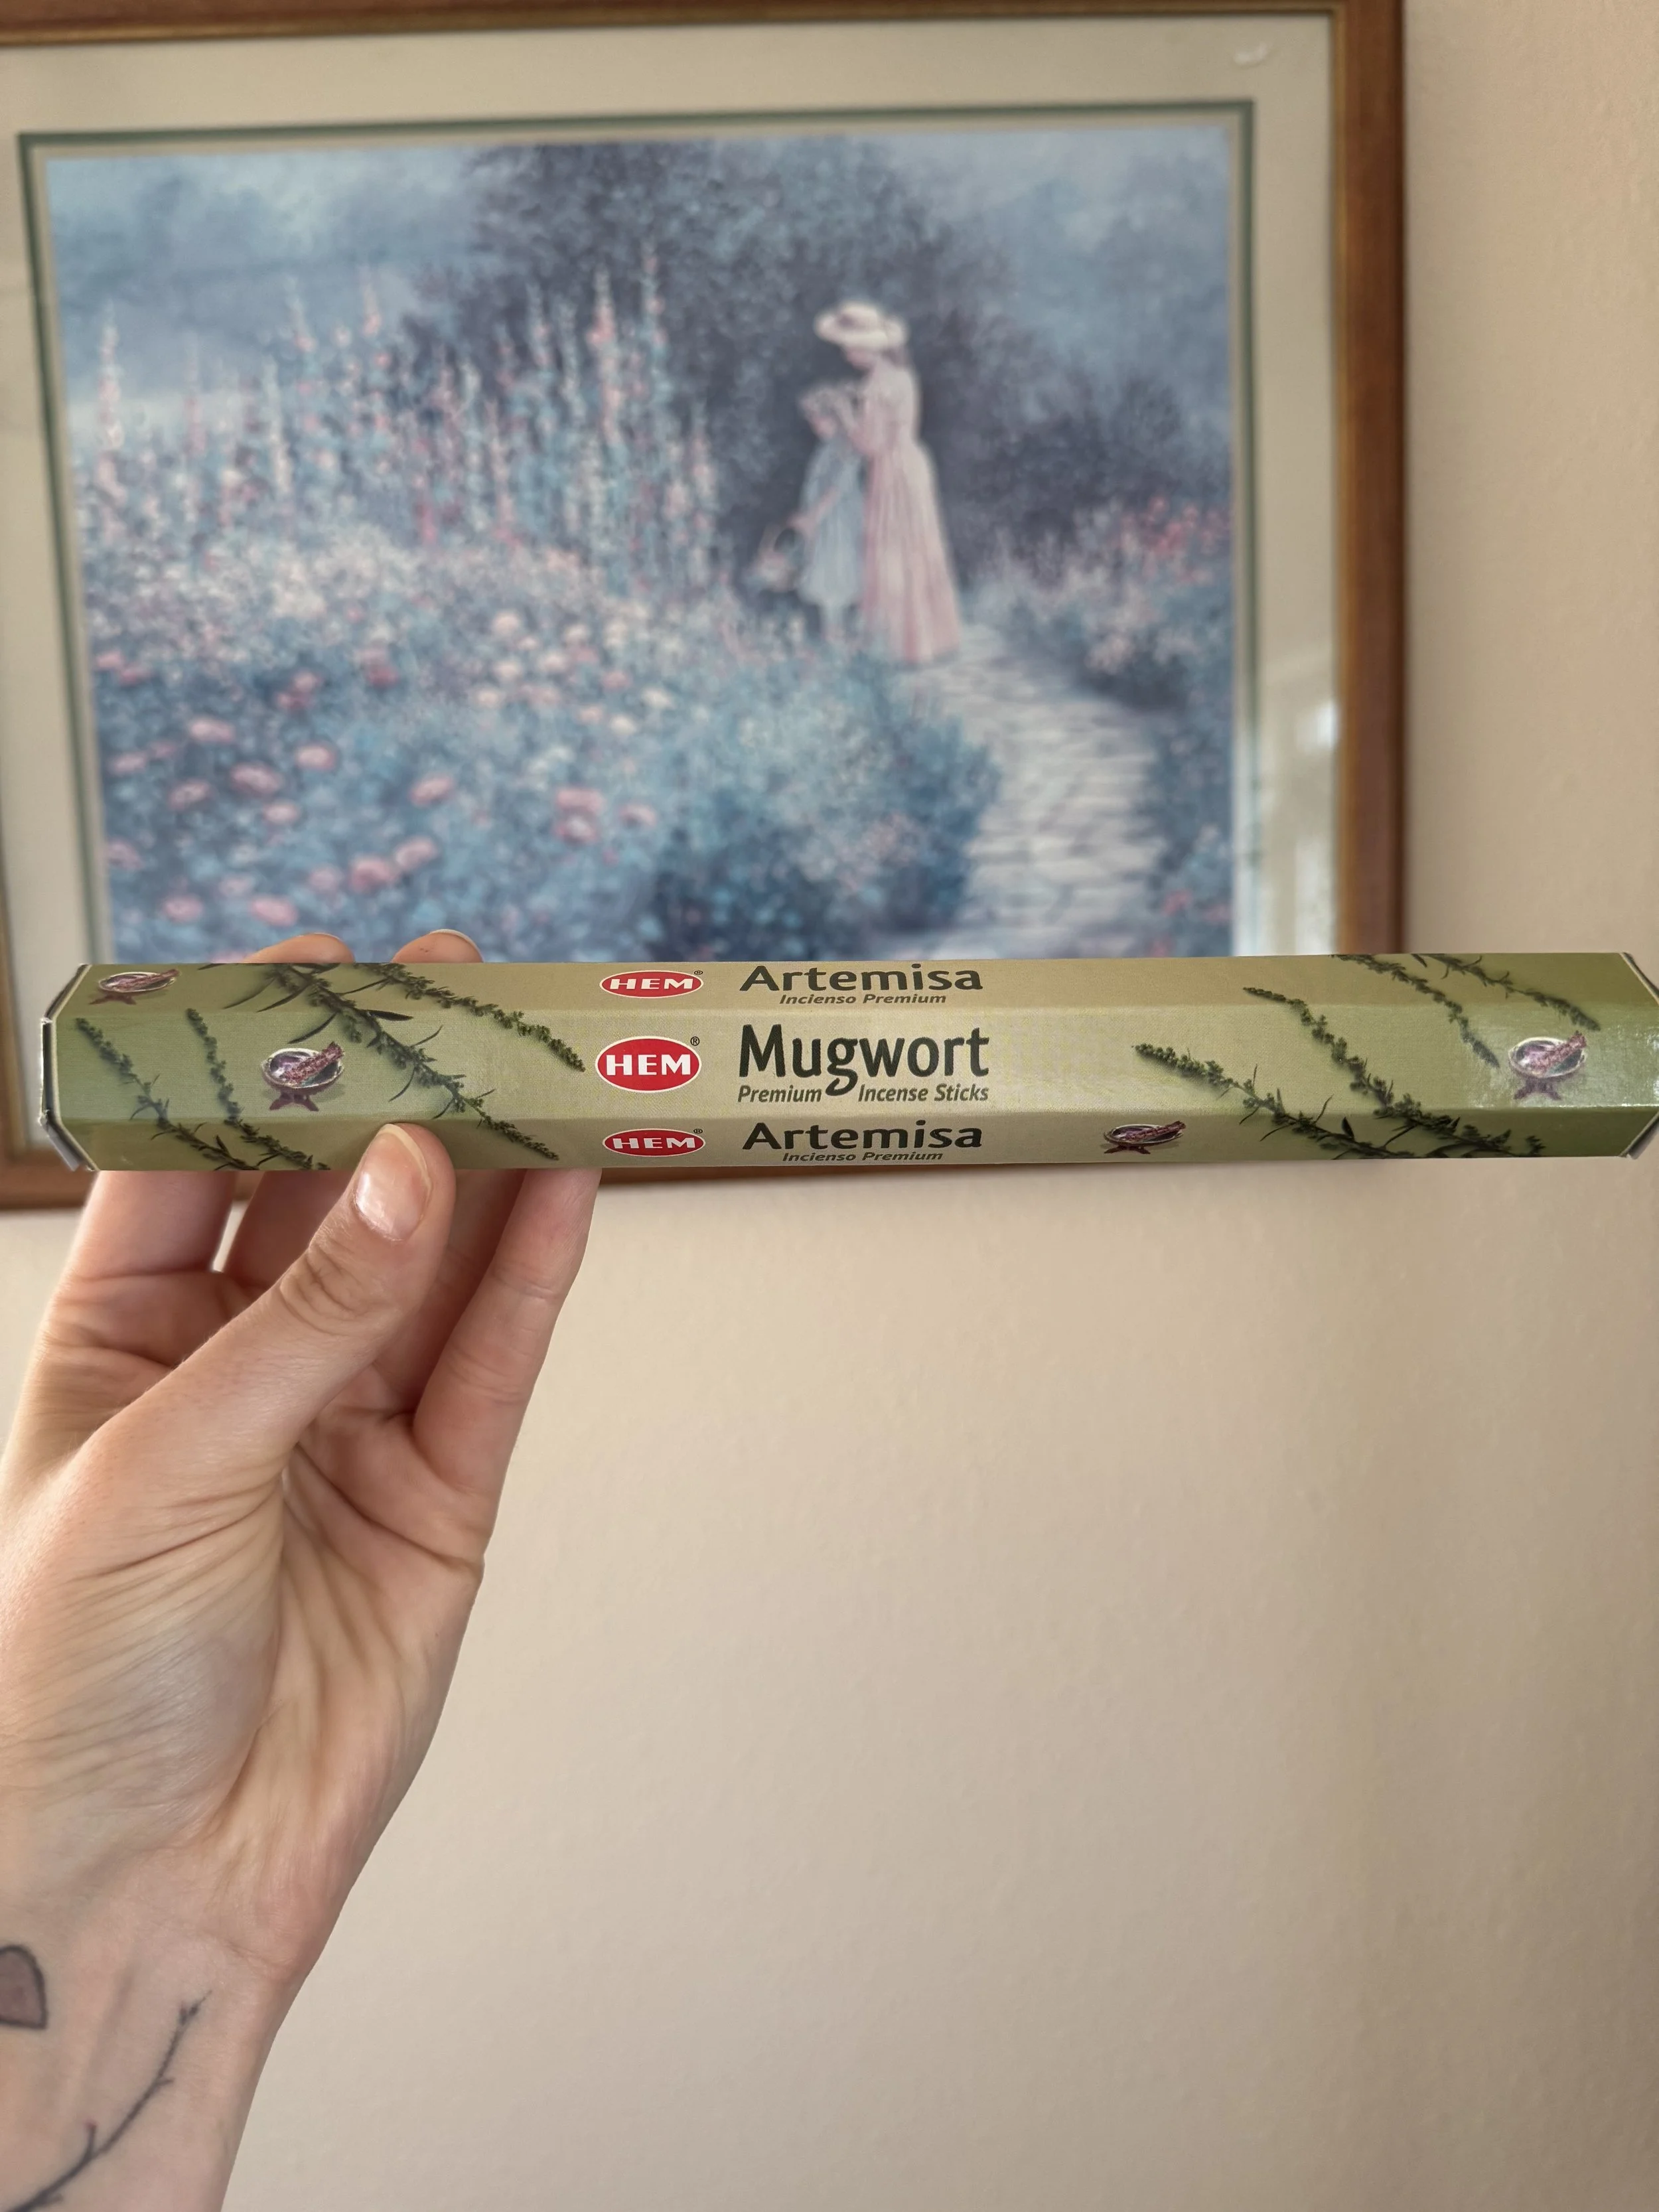 HEM® Artemisa
Incienso Premium
HEM® Mugwort
Premium Incense Sticks
HEM® Artemisa
Incienso Premium